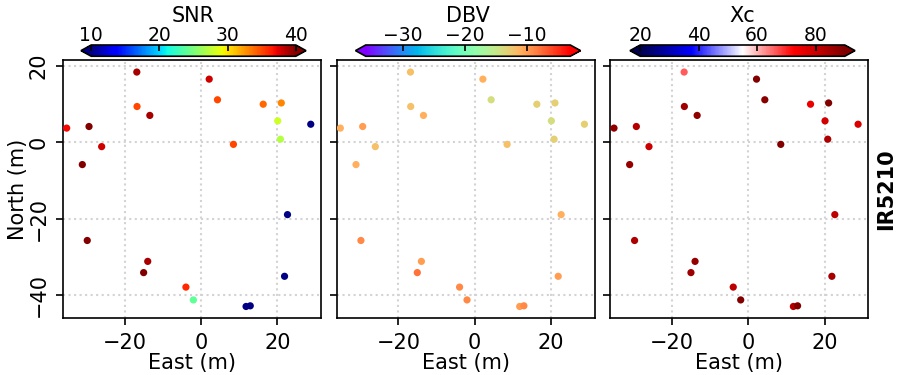 SNR DBV Xc
10 20 30 40 −30 −20 −10 20 40 60 80
20
0
−20
−40
North (m)
−20 0 20 −20 0 20 −20 0 20
East (m) East (m) East (m)
IR5210